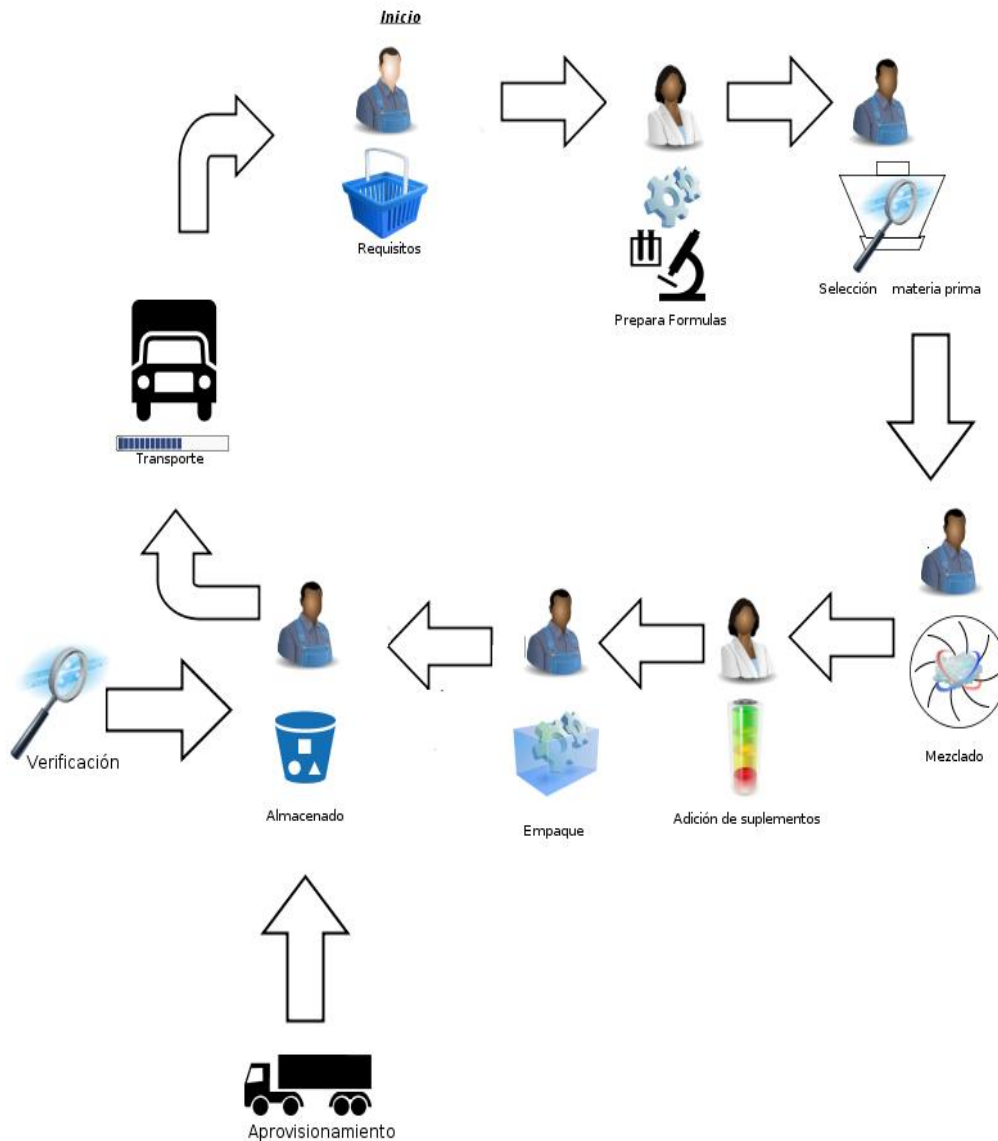 Inicio
Requisitos
Prepara Formulas
Selección materia prima
Transporte
Mezclado
Verificación
Almacenado
Empaque
Adición de suplementos
Aprovisionamiento